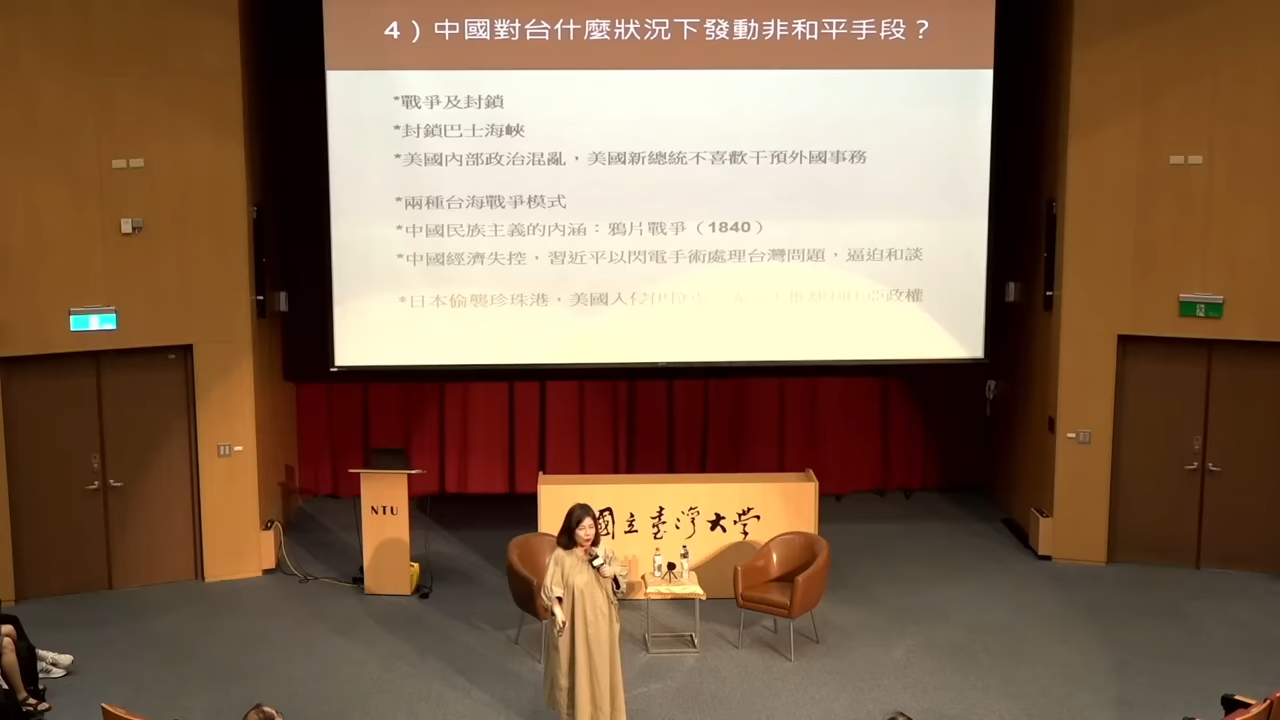 4）中國對台什麼狀況下發動非和平手段？
*戰爭及封鎖
*封鎖巴士海峽
*美國內部政治混亂，美國新總統不喜歡干預外國事務
*兩種台海戰爭模式
*中國民族主義的內涵：鴉片戰爭（1840）
*中國經濟失控，習近平以閃電手術處理台灣問題，逼迫和談
*日本偷襲珍珠港，美國入侵伊拉克
政權
NTU
國立臺灣大學